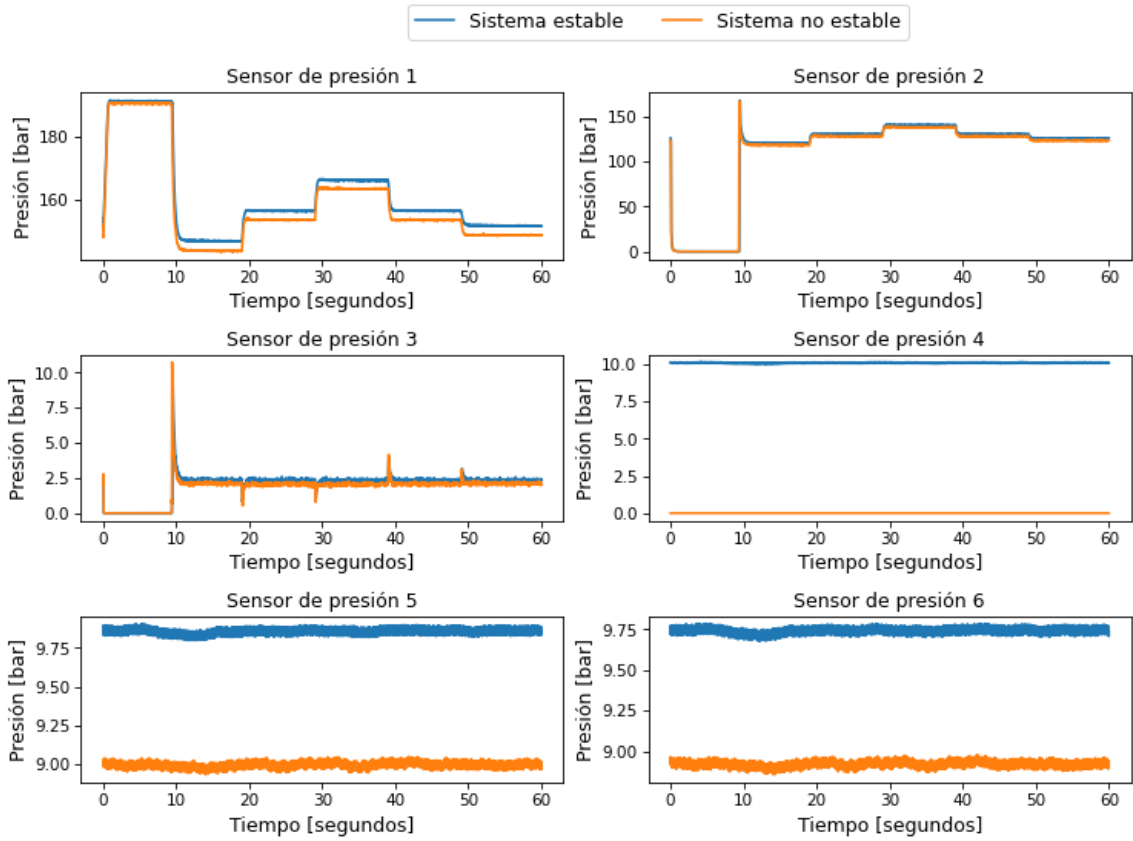 Sistema estable
Sistema no estable
Sensor de presión 1
Presión [bar]
180
160
0 10 20 30 40 50 60
Tiempo [segundos]
Sensor de presión 2
Presión [bar]
150
100
50
0
0 10 20 30 40 50 60
Tiempo [segundos]
Sensor de presión 3
Presión [bar]
10.0
7.5
5.0
2.5
0.0
0 10 20 30 40 50 60
Tiempo [segundos]
Sensor de presión 4
Presión [bar]
10.0
7.5
5.0
2.5
0.0
0 10 20 30 40 50 60
Tiempo [segundos]
Sensor de presión 5
Presión [bar]
9.75
9.50
9.25
9.00
0 10 20 30 40 50 60
Tiempo [segundos]
Sensor de presión 6
Presión [bar]
9.75
9.50
9.25
9.00
0 10 20 30 40 50 60
Tiempo [segundos]